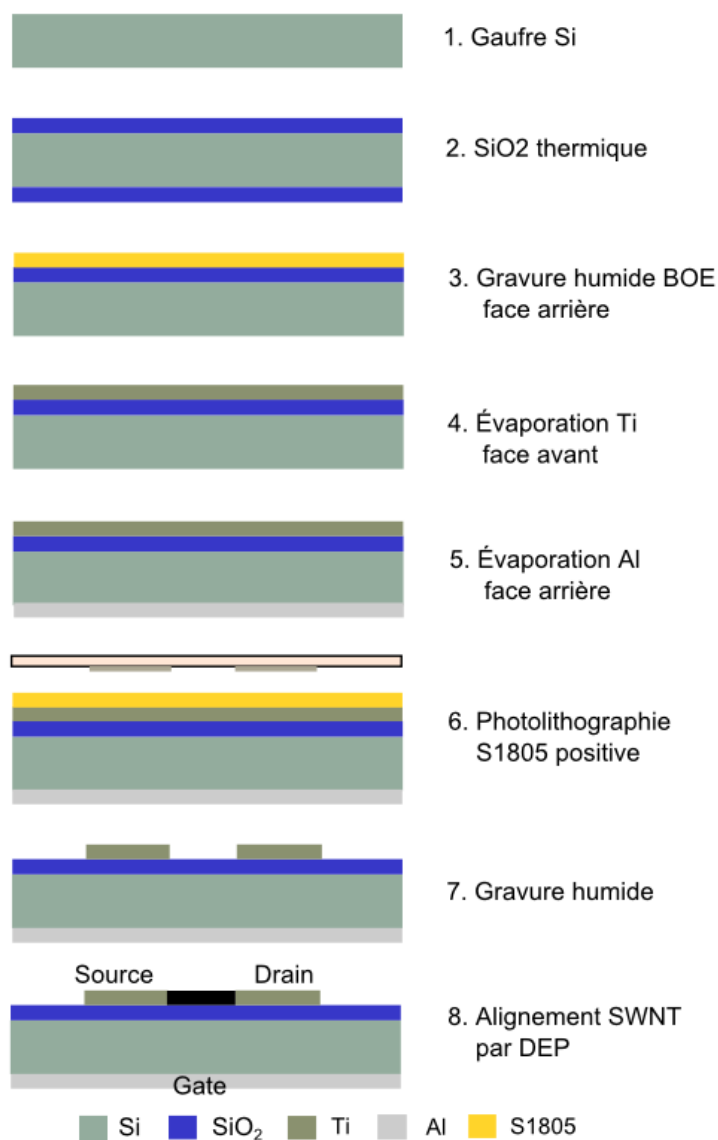 1. Gaufre Si
2. SiO2 thermique
3. Gravure humide BOE
face arrière
4. Évaporation Ti
face avant
5. Évaporation Al
face arrière
6. Photolithographie
S1805 positive
7. Gravure humide
Source Drain
8. Alignement SWNT
par DEP
Gate
Si SiO₂ Ti Al S1805